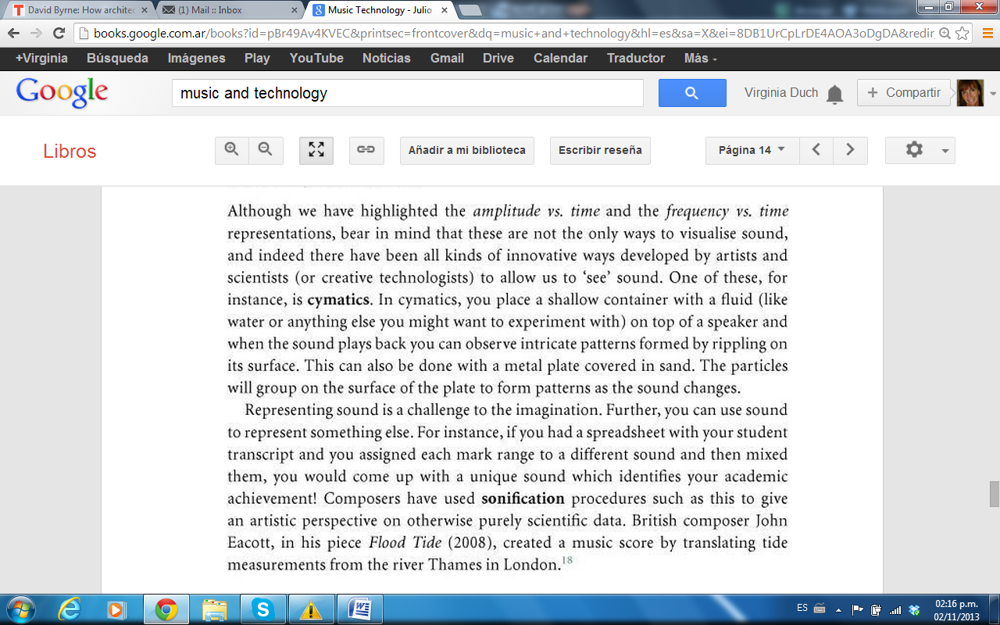 David Byrne: How architec
(1) Mail :: Inbox
Music Technology - Julio
books.google.com.ar/books?id=pBr49Av4KVEC&printsec=frontcover&dq=music+and+technology&hl=es&sa=X&ei=8DB1UrCpLrDE4AOA3oDgDA&redir_
+Virginia Búsqueda Imágenes Play YouTube Noticias Gmail Drive Calendar Traductor Más
Google
music and technology
Virginia Duch
+ Compartir
Libros
Añadir a mi biblioteca
Escribir reseña
Página 14
Although we have highlighted the amplitude vs. time and the frequency vs. time
representations, bear in mind that these are not the only ways to visualise sound,
and indeed there have been all kinds of innovative ways developed by artists and
scientists (or creative technologists) to allow us to ‘see’ sound. One of these, for
instance, is cymatics. In cymatics, you place a shallow container with a fluid (like
water or anything else you might want to experiment with) on top of a speaker and
when the sound plays back you can observe intricate patterns formed by rippling on
its surface. This can also be done with a metal plate covered in sand. The particles
will group on the surface of the plate to form patterns as the sound changes.
Representing sound is a challenge to the imagination. Further, you can use sound
to represent something else. For instance, if you had a spreadsheet with your student
transcript and you assigned each mark range to a different sound and then mixed
them, you would come up with a unique sound which identifies your academic
achievement! Composers have used sonification procedures such as this to give
an artistic perspective on otherwise purely scientific data. British composer John
Eacott, in his piece Flood Tide (2008), created a music score by translating tide
measurements from the river Thames in London.18
ES
02:16 p.m.
02/11/2013